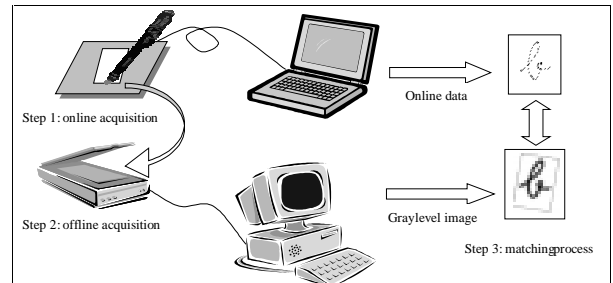 Online data
Step 1: online acquisition
Step 2: offline acquisition
Graylevel image
Step 3: matchingprocess